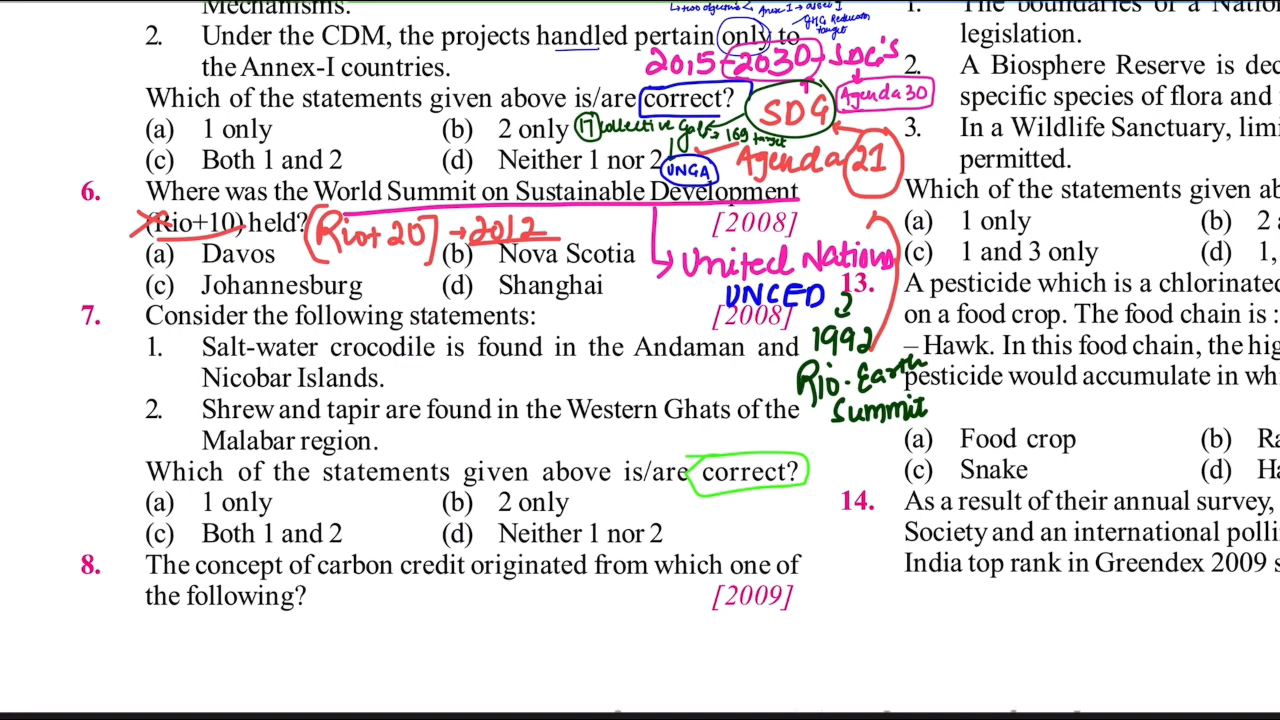 Mechanisms.
↳ two objectives
Annex I → assest I
GHG Reduction target
2. Under the CDM, the projects handled pertain only to
the Annex-I countries.
2015-2030 → SDG's
Agenda 30
Which of the statements given above is/are correct?
SDG
(a) 1 only (b) 2 only
17 collective goals 169 target
(c) Both 1 and 2 (d) Neither 1 nor 2
UNGA
Agenda 21
6. Where was the World Summit on Sustainable Development
(Rio+10) held? [2008]
(Rio+20) → 2012
(a) Davos (b) Nova Scotia
(c) Johannesburg (d) Shanghai
United Nations
UNCED
1992
Rio-Earth
Summit
7. Consider the following statements: [2008]
1. Salt-water crocodile is found in the Andaman and
Nicobar Islands.
2. Shrew and tapir are found in the Western Ghats of the
Malabar region.
Which of the statements given above is/are correct?
(a) 1 only (b) 2 only
(c) Both 1 and 2 (d) Neither 1 nor 2
8. The concept of carbon credit originated from which one of
the following? [2009]
1. The boundaries of a Natio
legislation.
2. A Biosphere Reserve is dec
specific species of flora and
3. In a Wildlife Sanctuary, limi
permitted.
Which of the statements given ab
(a) 1 only (b) 2 a
(c) 1 and 3 only (d) 1,
13. A pesticide which is a chlorinate
on a food crop. The food chain is :
– Hawk. In this food chain, the hig
pesticide would accumulate in wh
(a) Food crop (b) Ra
(c) Snake (d) Ha
14. As a result of their annual survey,
Society and an international polli
India top rank in Greendex 2009 s